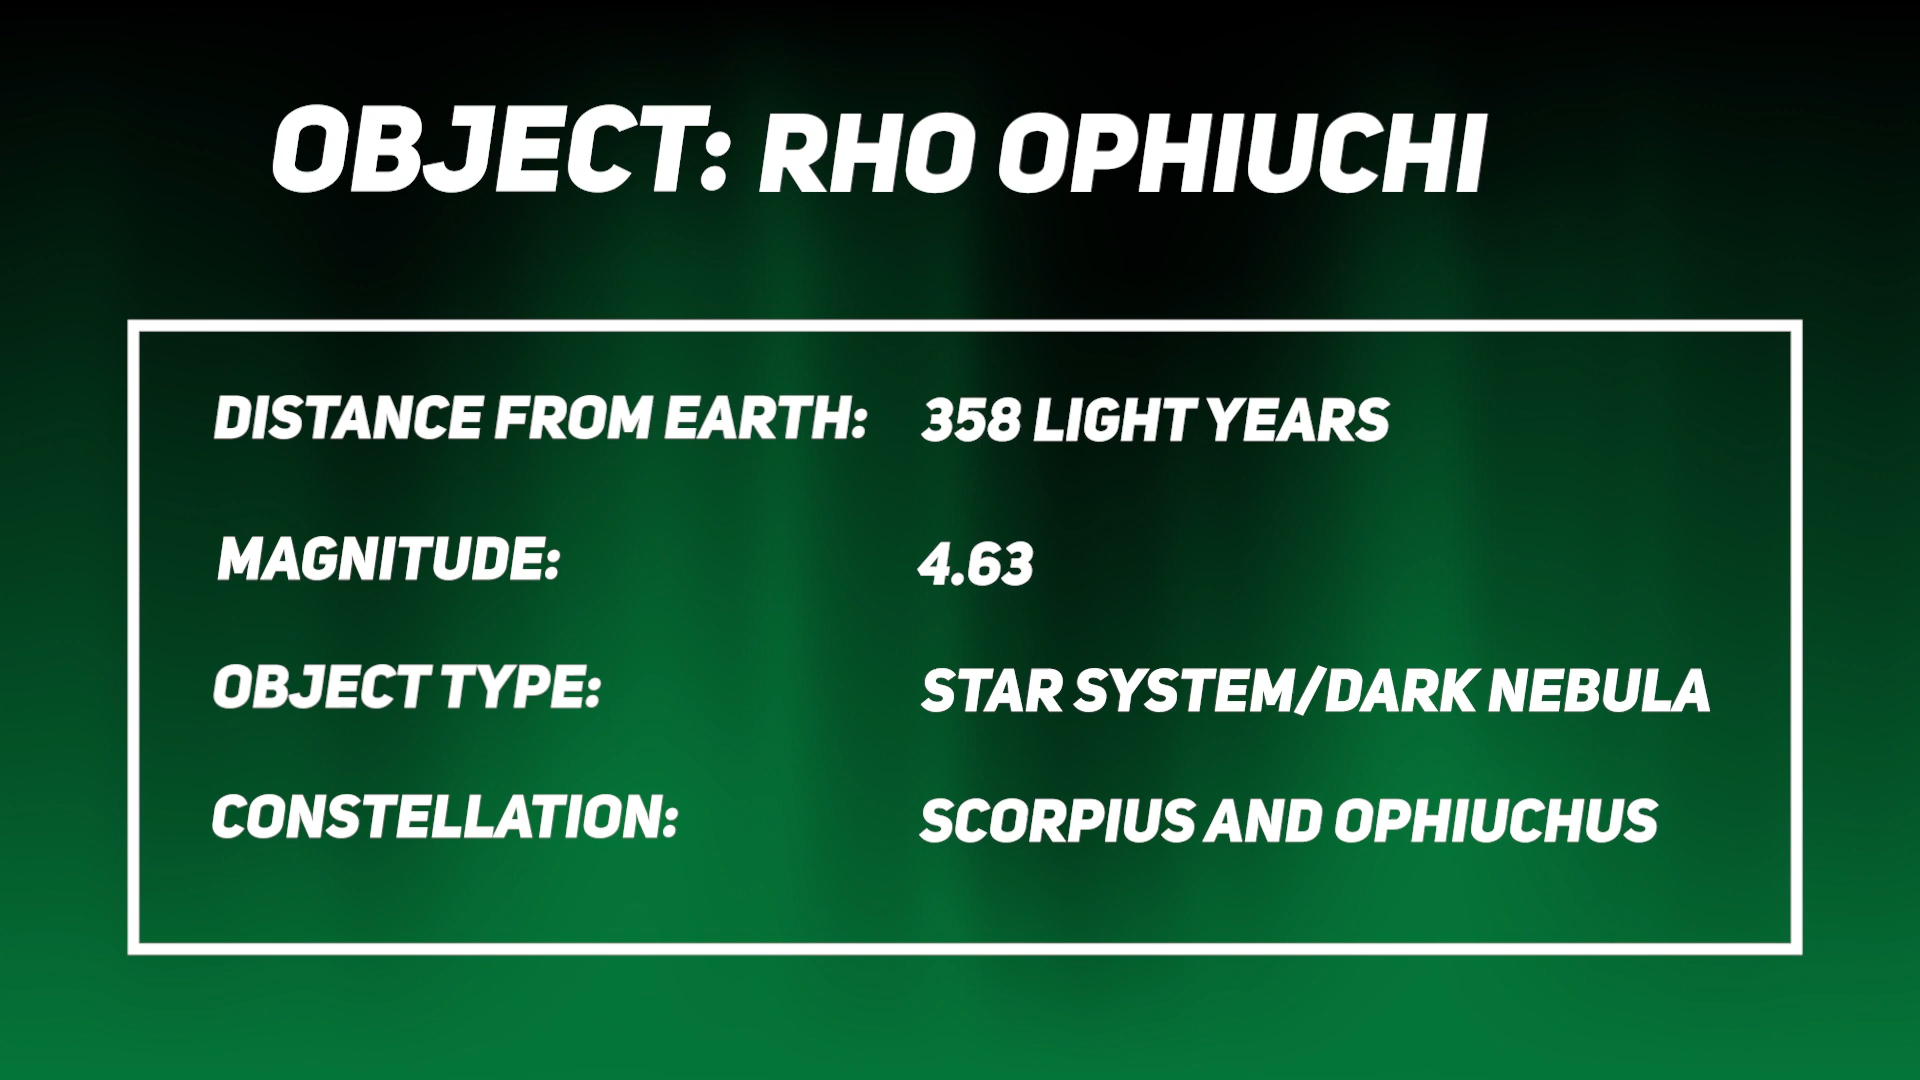 OBJECT: RHO OPHIUCHI
DISTANCE FROM EARTH: 358 LIGHT YEARS
MAGNITUDE: 4.63
OBJECT TYPE: STAR SYSTEM/DARK NEBULA
CONSTELLATION: SCORPIUS AND OPHIUCHUS